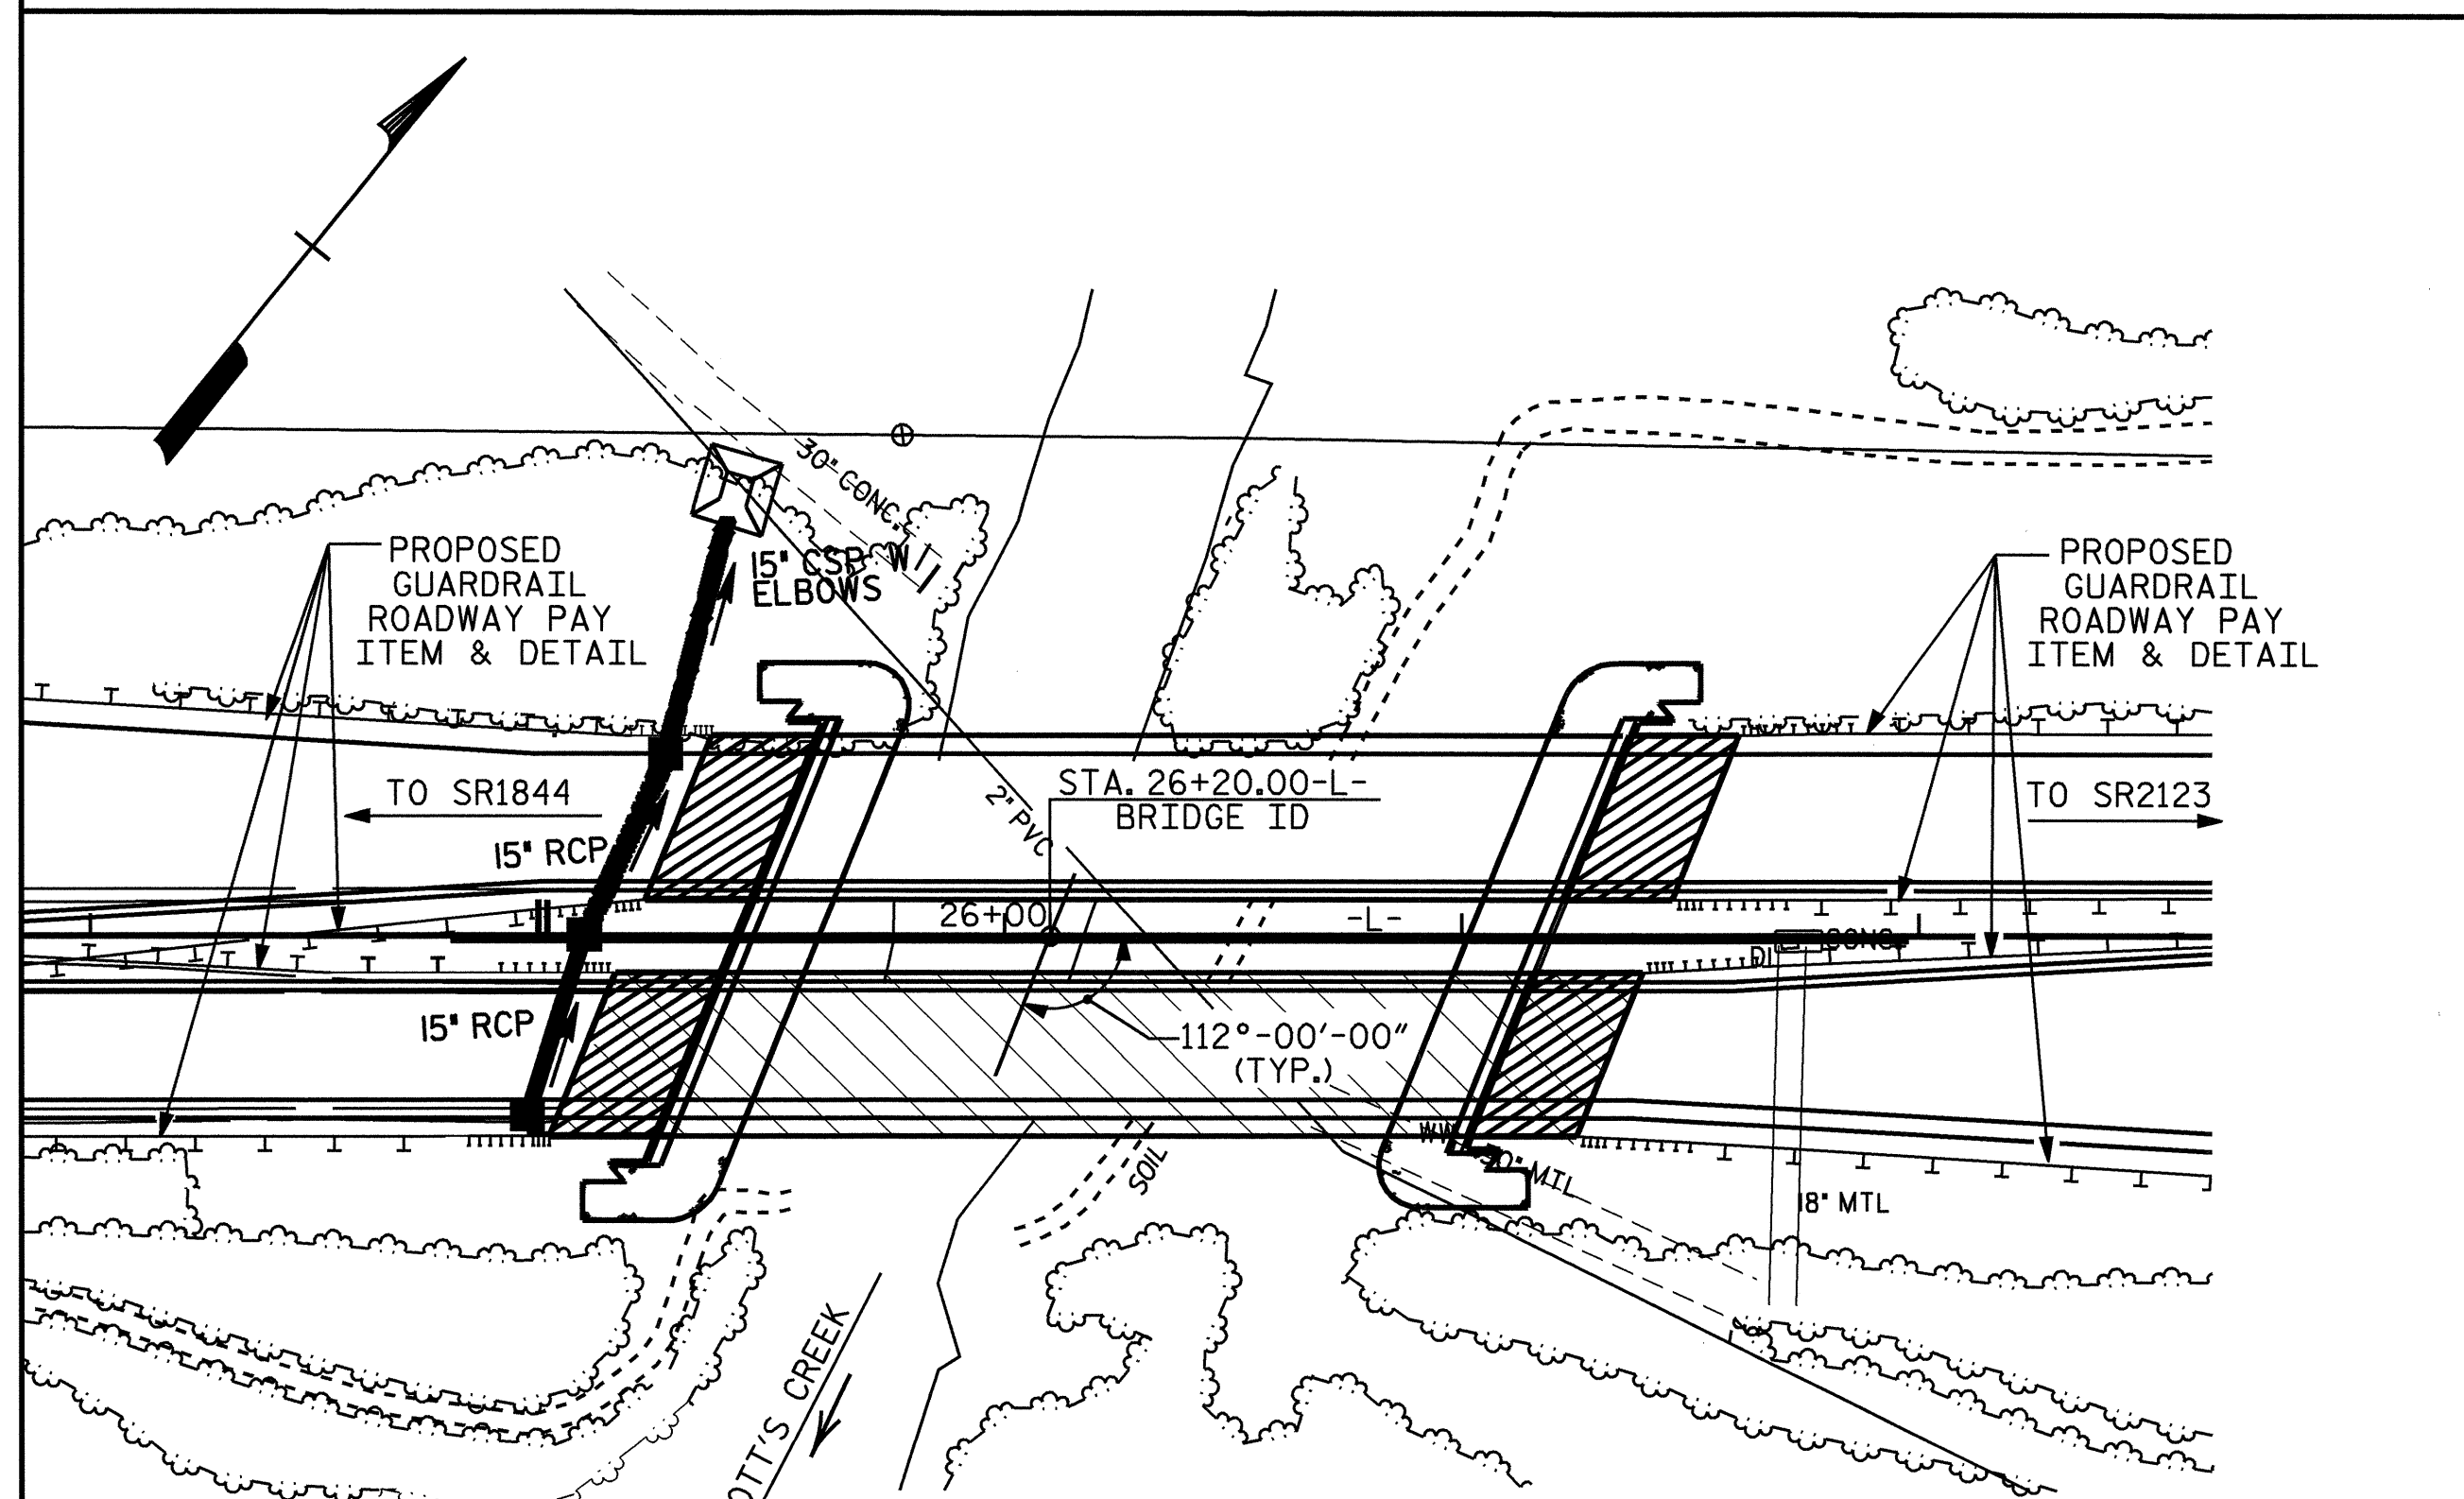 30" CONC.
15" CSP W/
ELBOWS
PROPOSED
GUARDRAIL
ROADWAY PAY
ITEM & DETAIL
PROPOSED
GUARDRAIL
ROADWAY PAY
ITEM & DETAIL
TO SR1844
STA. 26+20.00-L-
BRIDGE ID
2" PVC
TO SR2123
15" RCP
26+00
-L-
CONC
DI
15" RCP
112°-00'-00"
(TYP.)
WW
MTL
SOIL
18" MTL
OTT'S CREEK